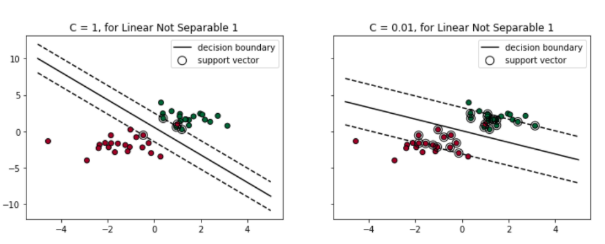 C = 1, for Linear Not Separable 1
decision boundary
support vector
10
5
0
−5
−10
−4
−2
0
2
4
C = 0.01, for Linear Not Separable 1
decision boundary
support vector
−4
−2
0
2
4